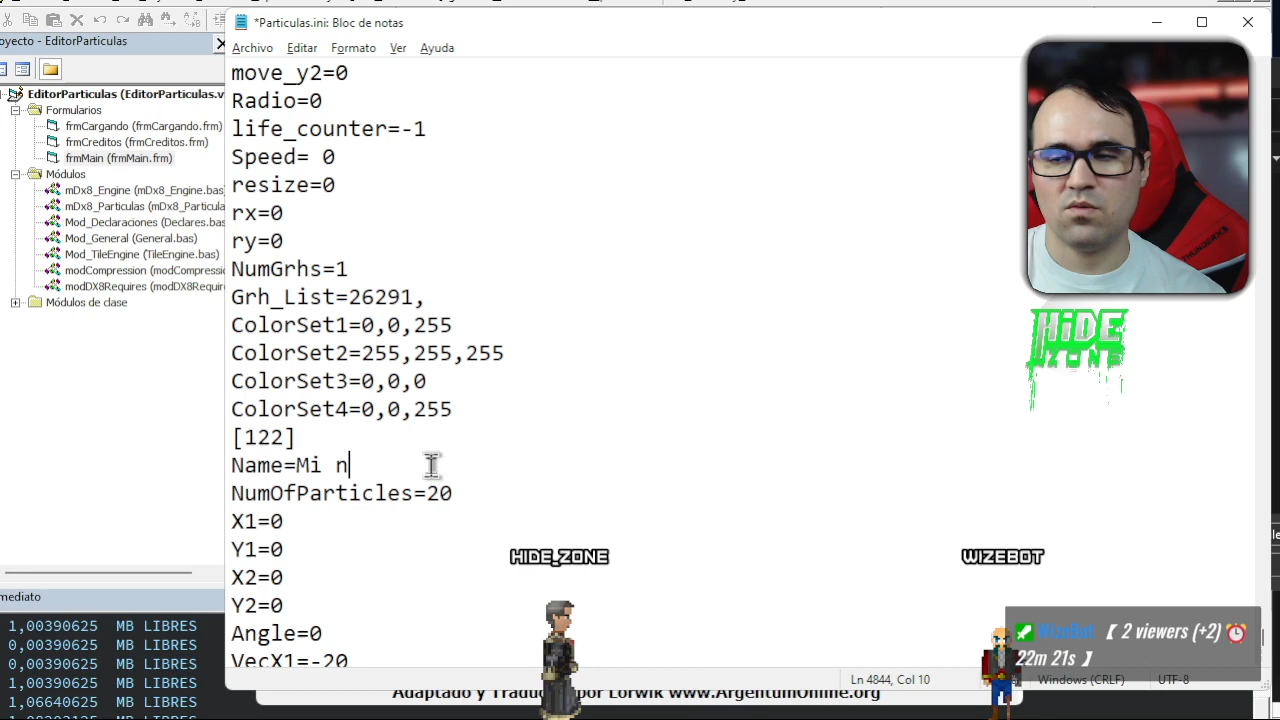 oyecto - EditorParticulas
EditorParticulas (EditorParticulas.v
Formularios
frmCargando (frmCargando.frm)
frmCreditos (frmCreditos.frm)
frmMain (frmMain.frm)
Módulos
mDx8_Engine (mDx8_Engine.bas
mDx8_Particulas (mDx8_Particula
Mod_Declaraciones (Declares.bas)
Mod_General (General.bas)
Mod_TileEngine (TileEngine.bas)
modCompression (modCompressi
modDX8Requires (modDX8Require
Módulos de clase
mediato
1,00390625 MB LIBRES
0,00390625 MB LIBRES
0,00390625 MB LIBRES
1,00390625 MB LIBRES
1,06640625 MB LIBRES
*Particulas.ini: Bloc de notas
Archivo Editar Formato Ver Ayuda
move_y2=0
Radio=0
life_counter=-1
Speed= 0
resize=0
rx=0
ry=0
NumGrhs=1
Grh_List=26291,
ColorSet1=0,0,255
ColorSet2=255,255,255
ColorSet3=0,0,0
ColorSet4=0,0,255
[122]
Name=Mi n
NumOfParticles=20
X1=0
Y1=0
X2=0
Y2=0
Angle=0
VecX1=-20
Ln 4844, Col 10
Windows (CRLF)
UTF-8
Adaptado y Traducido por Lorwik www.ArgentumOnline.org
THUNDERX3
HiDE
ZONE
HIDE_ZONE
WIZEBOT
WizeBot 【 2 viewers (+2) ⏰
22m 21s 】